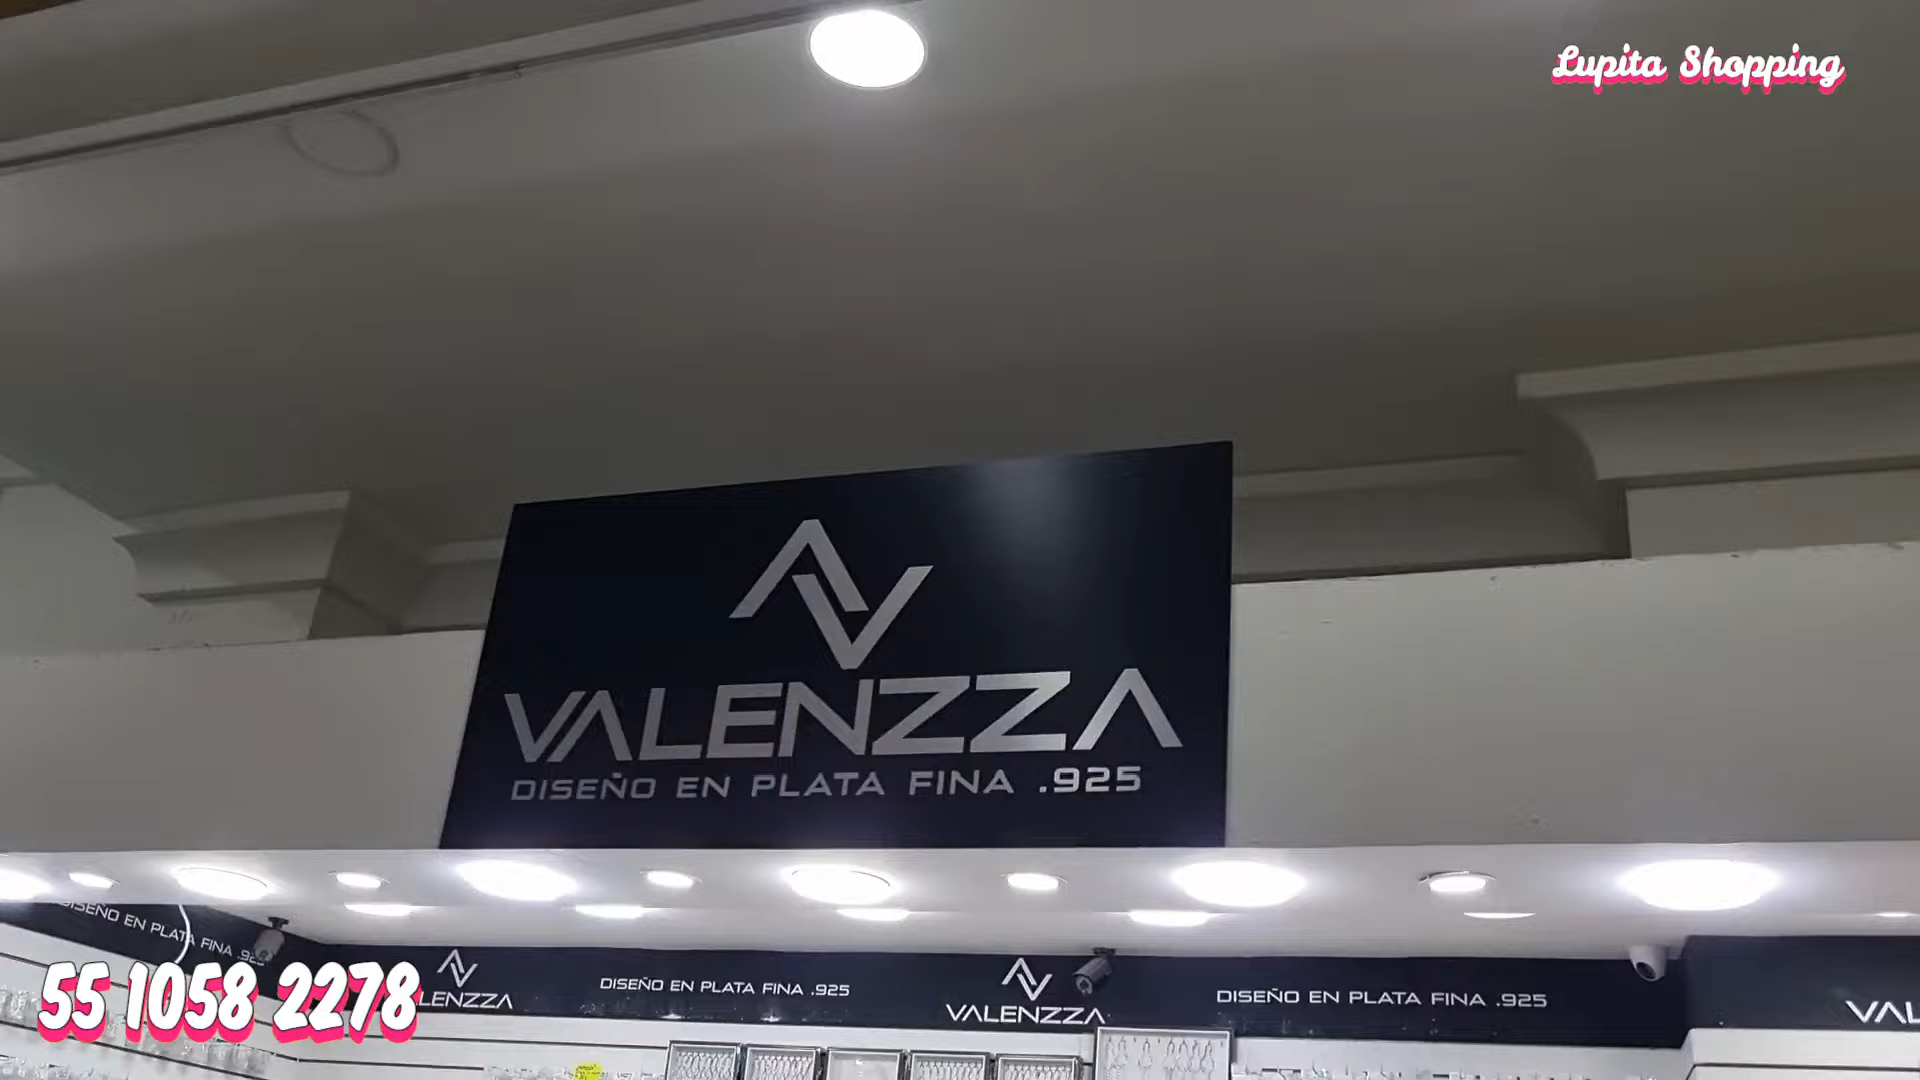 Lupita Shopping
VALENZZA
DISEÑO EN PLATA FINA .925
DISEÑO EN PLATA FINA .925
LENZZA
DISEÑO EN PLATA FINA .925
VALENZZA
DISEÑO EN PLATA FINA .925
VAL
55 1058 2278